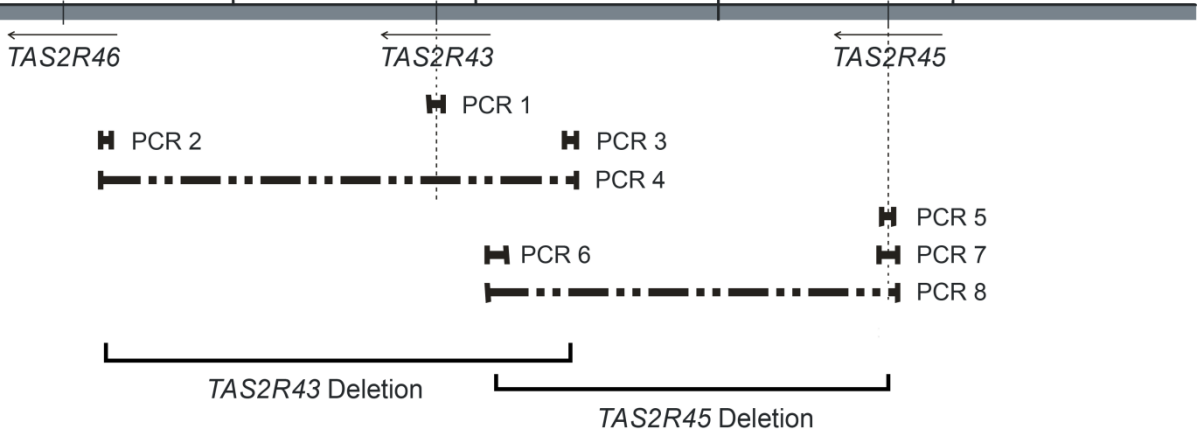 TAS2R46 TAS2R43 TAS2R45
PCR 1
PCR 2 PCR 3
PCR 4
PCR 5
PCR 6 PCR 7
PCR 8
TAS2R43 Deletion
TAS2R45 Deletion